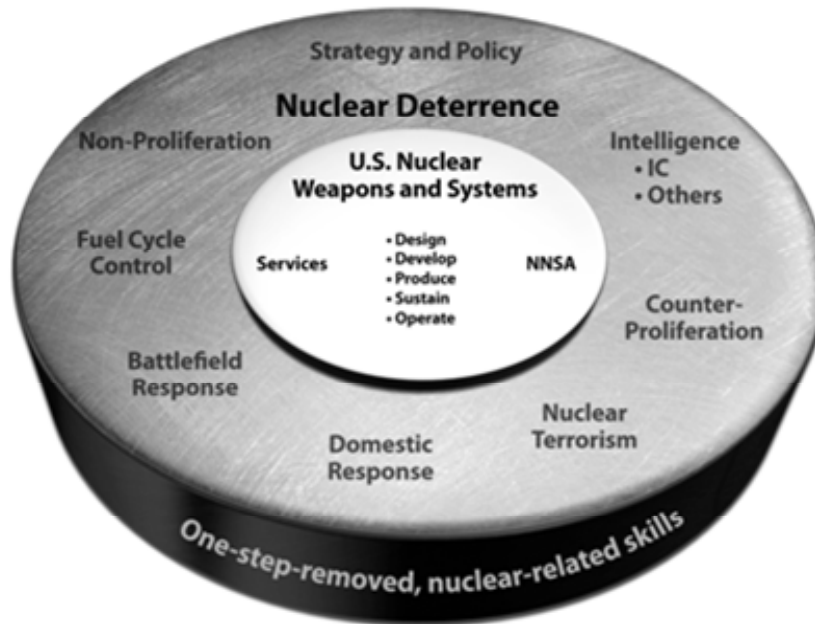 Strategy and Policy
Nuclear Deterrence
Non-Proliferation
Intelligence
• IC
• Others
U.S. Nuclear
Weapons and Systems
Fuel Cycle
Control
Services
• Design
• Develop
• Produce
• Sustain
• Operate
NNSA
Counter-
Proliferation
Battlefield
Response
Nuclear
Terrorism
Domestic
Response
One-step-removed, nuclear-related skills